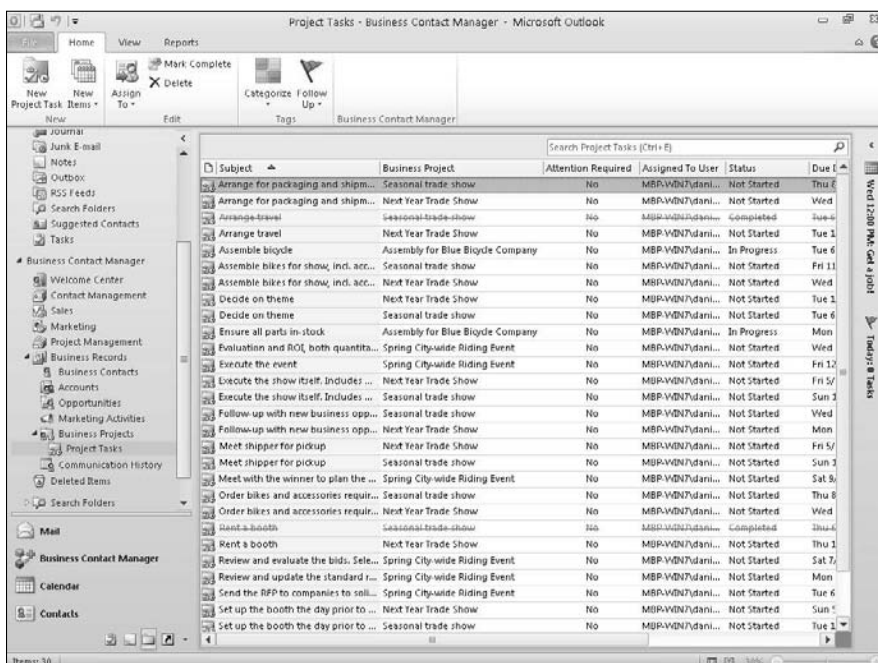 Project Tasks - Business Contact Manager - Microsoft Outlook
File Home View Reports
New Project Task
New Items
Assign To
Mark Complete
Delete
Categorize
Follow Up
New Edit Tags Business Contact Manager
Journal
Junk E-mail
Notes
Outbox
RSS Feeds
Search Folders
Suggested Contacts
Tasks
Business Contact Manager
Welcome Center
Contact Management
Sales
Marketing
Project Management
Business Records
Business Contacts
Accounts
Opportunities
Marketing Activities
Business Projects
Project Tasks
Communication History
Deleted Items
Search Folders
Mail
Business Contact Manager
Calendar
Contacts
Search Project Tasks (Ctrl+E)
Subject Business Project Attention Required Assigned To User Status Due
Arrange for packaging and shipm... Seasonal trade show No MBP-WIN7\dani... Not Started Thu
Arrange for packaging and shipm... Next Year Trade Show No MBP-WIN7\dani... Not Started Wed
Arrange travel Seasonal trade show No MBP-WIN7\dani... Completed Tue
Arrange travel Next Year Trade Show No MBP-WIN7\dani... Not Started Tue 1
Assemble bicycle Assembly for Blue Bicycle Company No MBP-WIN7\dani... In Progress Tue 6
Assemble bikes for show, incl. acc... Seasonal trade show No MBP-WIN7\dani... Not Started Fri 11
Assemble bikes for show, incl. acc... Next Year Trade Show No MBP-WIN7\dani... Not Started Wed
Decide on theme Next Year Trade Show No MBP-WIN7\dani... Not Started Tue 1
Decide on theme Seasonal trade show No MBP-WIN7\dani... Not Started Tue 6
Ensure all parts in-stock Assembly for Blue Bicycle Company No MBP-WIN7\dani... In Progress Mon
Evaluation and ROI, both quantita... Spring City-wide Riding Event No MBP-WIN7\dani... Not Started Wed
Execute the event Spring City-wide Riding Event No MBP-WIN7\dani... Not Started Fri 12
Execute the show itself. Includes ... Next Year Trade Show No MBP-WIN7\dani... Not Started Fri 5/
Execute the show itself. Includes ... Seasonal trade show No MBP-WIN7\dani... Not Started Sun 1
Follow-up with new business opp... Seasonal trade show No MBP-WIN7\dani... Not Started Wed
Follow-up with new business opp... Next Year Trade Show No MBP-WIN7\dani... Not Started Mon
Meet shipper for pickup Next Year Trade Show No MBP-WIN7\dani... Not Started Fri 5/
Meet shipper for pickup Seasonal trade show No MBP-WIN7\dani... Not Started Sun 1
Meet with the winner to plan the ... Spring City-wide Riding Event No MBP-WIN7\dani... Not Started Sat 9/
Order bikes and accessories requir... Seasonal trade show No MBP-WIN7\dani... Not Started Thu 8
Order bikes and accessories requir... Next Year Trade Show No MBP-WIN7\dani... Not Started Wed
Rent a booth Seasonal trade show No MBP-WIN7\dani... Completed Thu
Rent a booth Next Year Trade Show No MBP-WIN7\dani... Not Started Thu 1
Review and evaluate the bids. Sele... Spring City-wide Riding Event No MBP-WIN7\dani... Not Started Sat 7/
Review and update the standard r... Spring City-wide Riding Event No MBP-WIN7\dani... Not Started Mon
Send the RFP to companies to soli... Spring City-wide Riding Event No MBP-WIN7\dani... Not Started Tue 6
Set up the booth the day prior to ... Next Year Trade Show No MBP-WIN7\dani... Not Started Sun
Set up the booth the day prior to ... Seasonal trade show No MBP-WIN7\dani... Not Started Tue 1
Wed 12:00 PM: Get a job!
Today: 0 Tasks
Items: 30